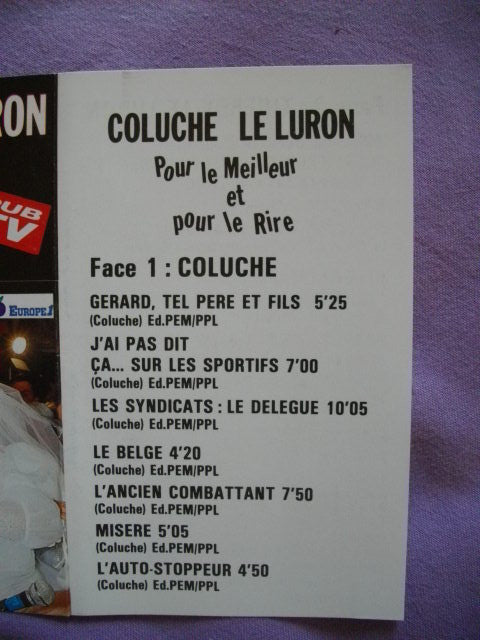 RON
UB
TV
EUROPE 1
COLUCHE LE LURON
Pour le Meilleur
et
pour le Rire
Face 1 : COLUCHE
GERARD, TEL PERE ET FILS 5'25
(Coluche) Ed.PEM/PPL
J'AI PAS DIT
ÇA... SUR LES SPORTIFS 7'00
(Coluche) Ed.PEM/PPL
LES SYNDICATS : LE DELEGUE 10'05
(Coluche) Ed.PEM/PPL
LE BELGE 4'20
(Coluche) Ed.PEM/PPL
L'ANCIEN COMBATTANT 7'50
(Coluche) Ed.PEM/PPL
MISERE 5'05
(Coluche) Ed.PEM/PPL
L'AUTO-STOPPEUR 4'50
(Coluche) Ed.PEM/PPL